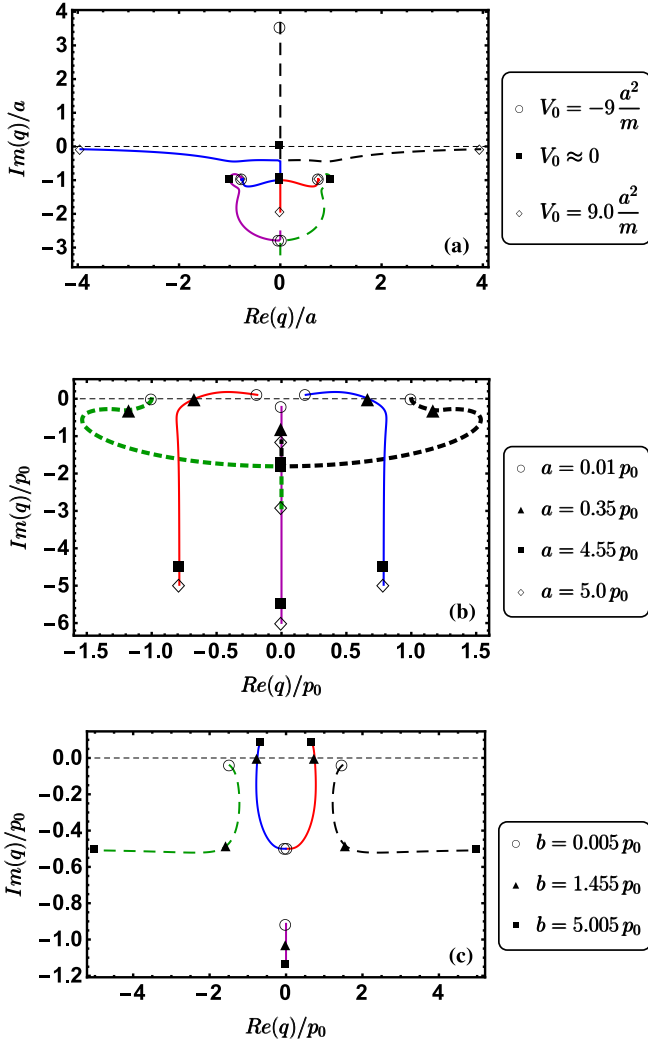 4
3
2
1
0
−1
−2
−3
Im(q)/a
(a)
−4 −2 0 2 4
Re(q)/a
V₀ = −9 a²/m
V₀ ≈ 0
V₀ = 9.0 a²/m
0
−1
−2
−3
−4
−5
−6
Im(q)/p₀
(b)
−1.5 −1.0 −0.5 0.0 0.5 1.0 1.5
Re(q)/p₀
a = 0.01 p₀
a = 0.35 p₀
a = 4.55 p₀
a = 5.0 p₀
0.0
−0.2
−0.4
−0.6
−0.8
−1.0
−1.2
Im(q)/p₀
(c)
−4 −2 0 2 4
Re(q)/p₀
b = 0.005 p₀
b = 1.455 p₀
b = 5.005 p₀